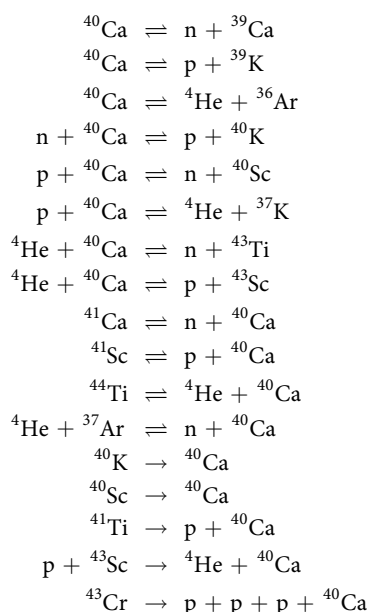 ⁴⁰Ca ⇌ n + ³⁹Ca
⁴⁰Ca ⇌ p + ³⁹K
⁴⁰Ca ⇌ ⁴He + ³⁶Ar
n + ⁴⁰Ca ⇌ p + ⁴⁰K
p + ⁴⁰Ca ⇌ n + ⁴⁰Sc
p + ⁴⁰Ca ⇌ ⁴He + ³⁷K
⁴He + ⁴⁰Ca ⇌ n + ⁴³Ti
⁴He + ⁴⁰Ca ⇌ p + ⁴³Sc
⁴¹Ca ⇌ n + ⁴⁰Ca
⁴¹Sc ⇌ p + ⁴⁰Ca
⁴⁴Ti ⇌ ⁴He + ⁴⁰Ca
⁴He + ³⁷Ar ⇌ n + ⁴⁰Ca
⁴⁰K → ⁴⁰Ca
⁴⁰Sc → ⁴⁰Ca
⁴¹Ti → p + ⁴⁰Ca
p + ⁴³Sc → ⁴He + ⁴⁰Ca
⁴³Cr → p + p + p + ⁴⁰Ca